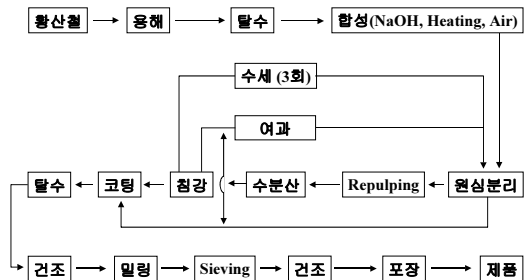 황산철 용해 탈수 합성(NaOH, Heating, Air)
수세 (3회)
여과
탈수 코팅 침강 수분산 Repulping 원심분리
건조 밀링 Sieving 건조 포장 제품